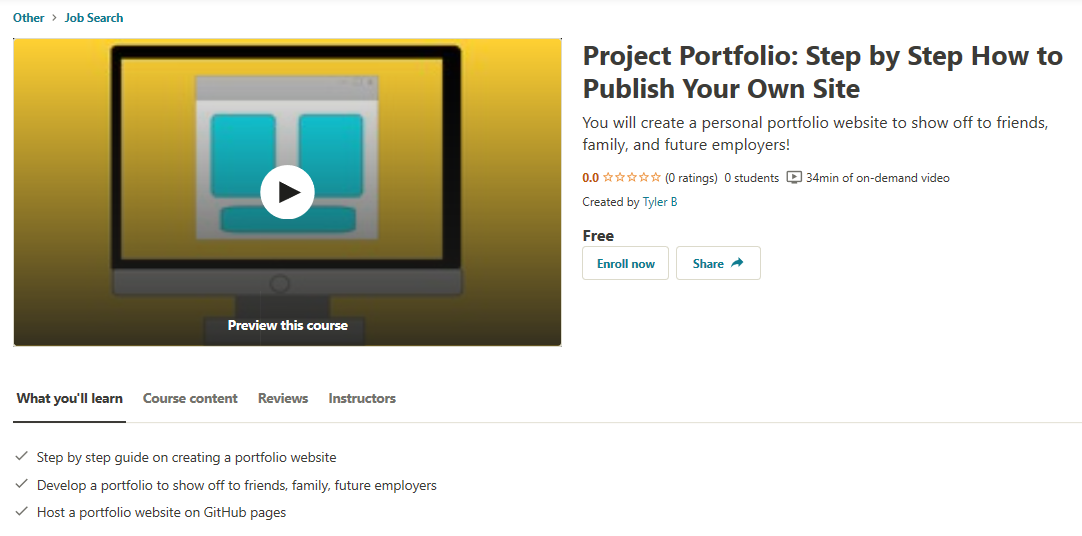 Other > Job Search
Project Portfolio: Step by Step How to
Publish Your Own Site
You will create a personal portfolio website to show off to friends,
family, and future employers!
0.0 (0 ratings) 0 students 34min of on-demand video
Created by Tyler B
Free
Enroll now Share
Preview this course
What you'll learn Course content Reviews Instructors
Step by step guide on creating a portfolio website
Develop a portfolio to show off to friends, family, future employers
Host a portfolio website on GitHub pages